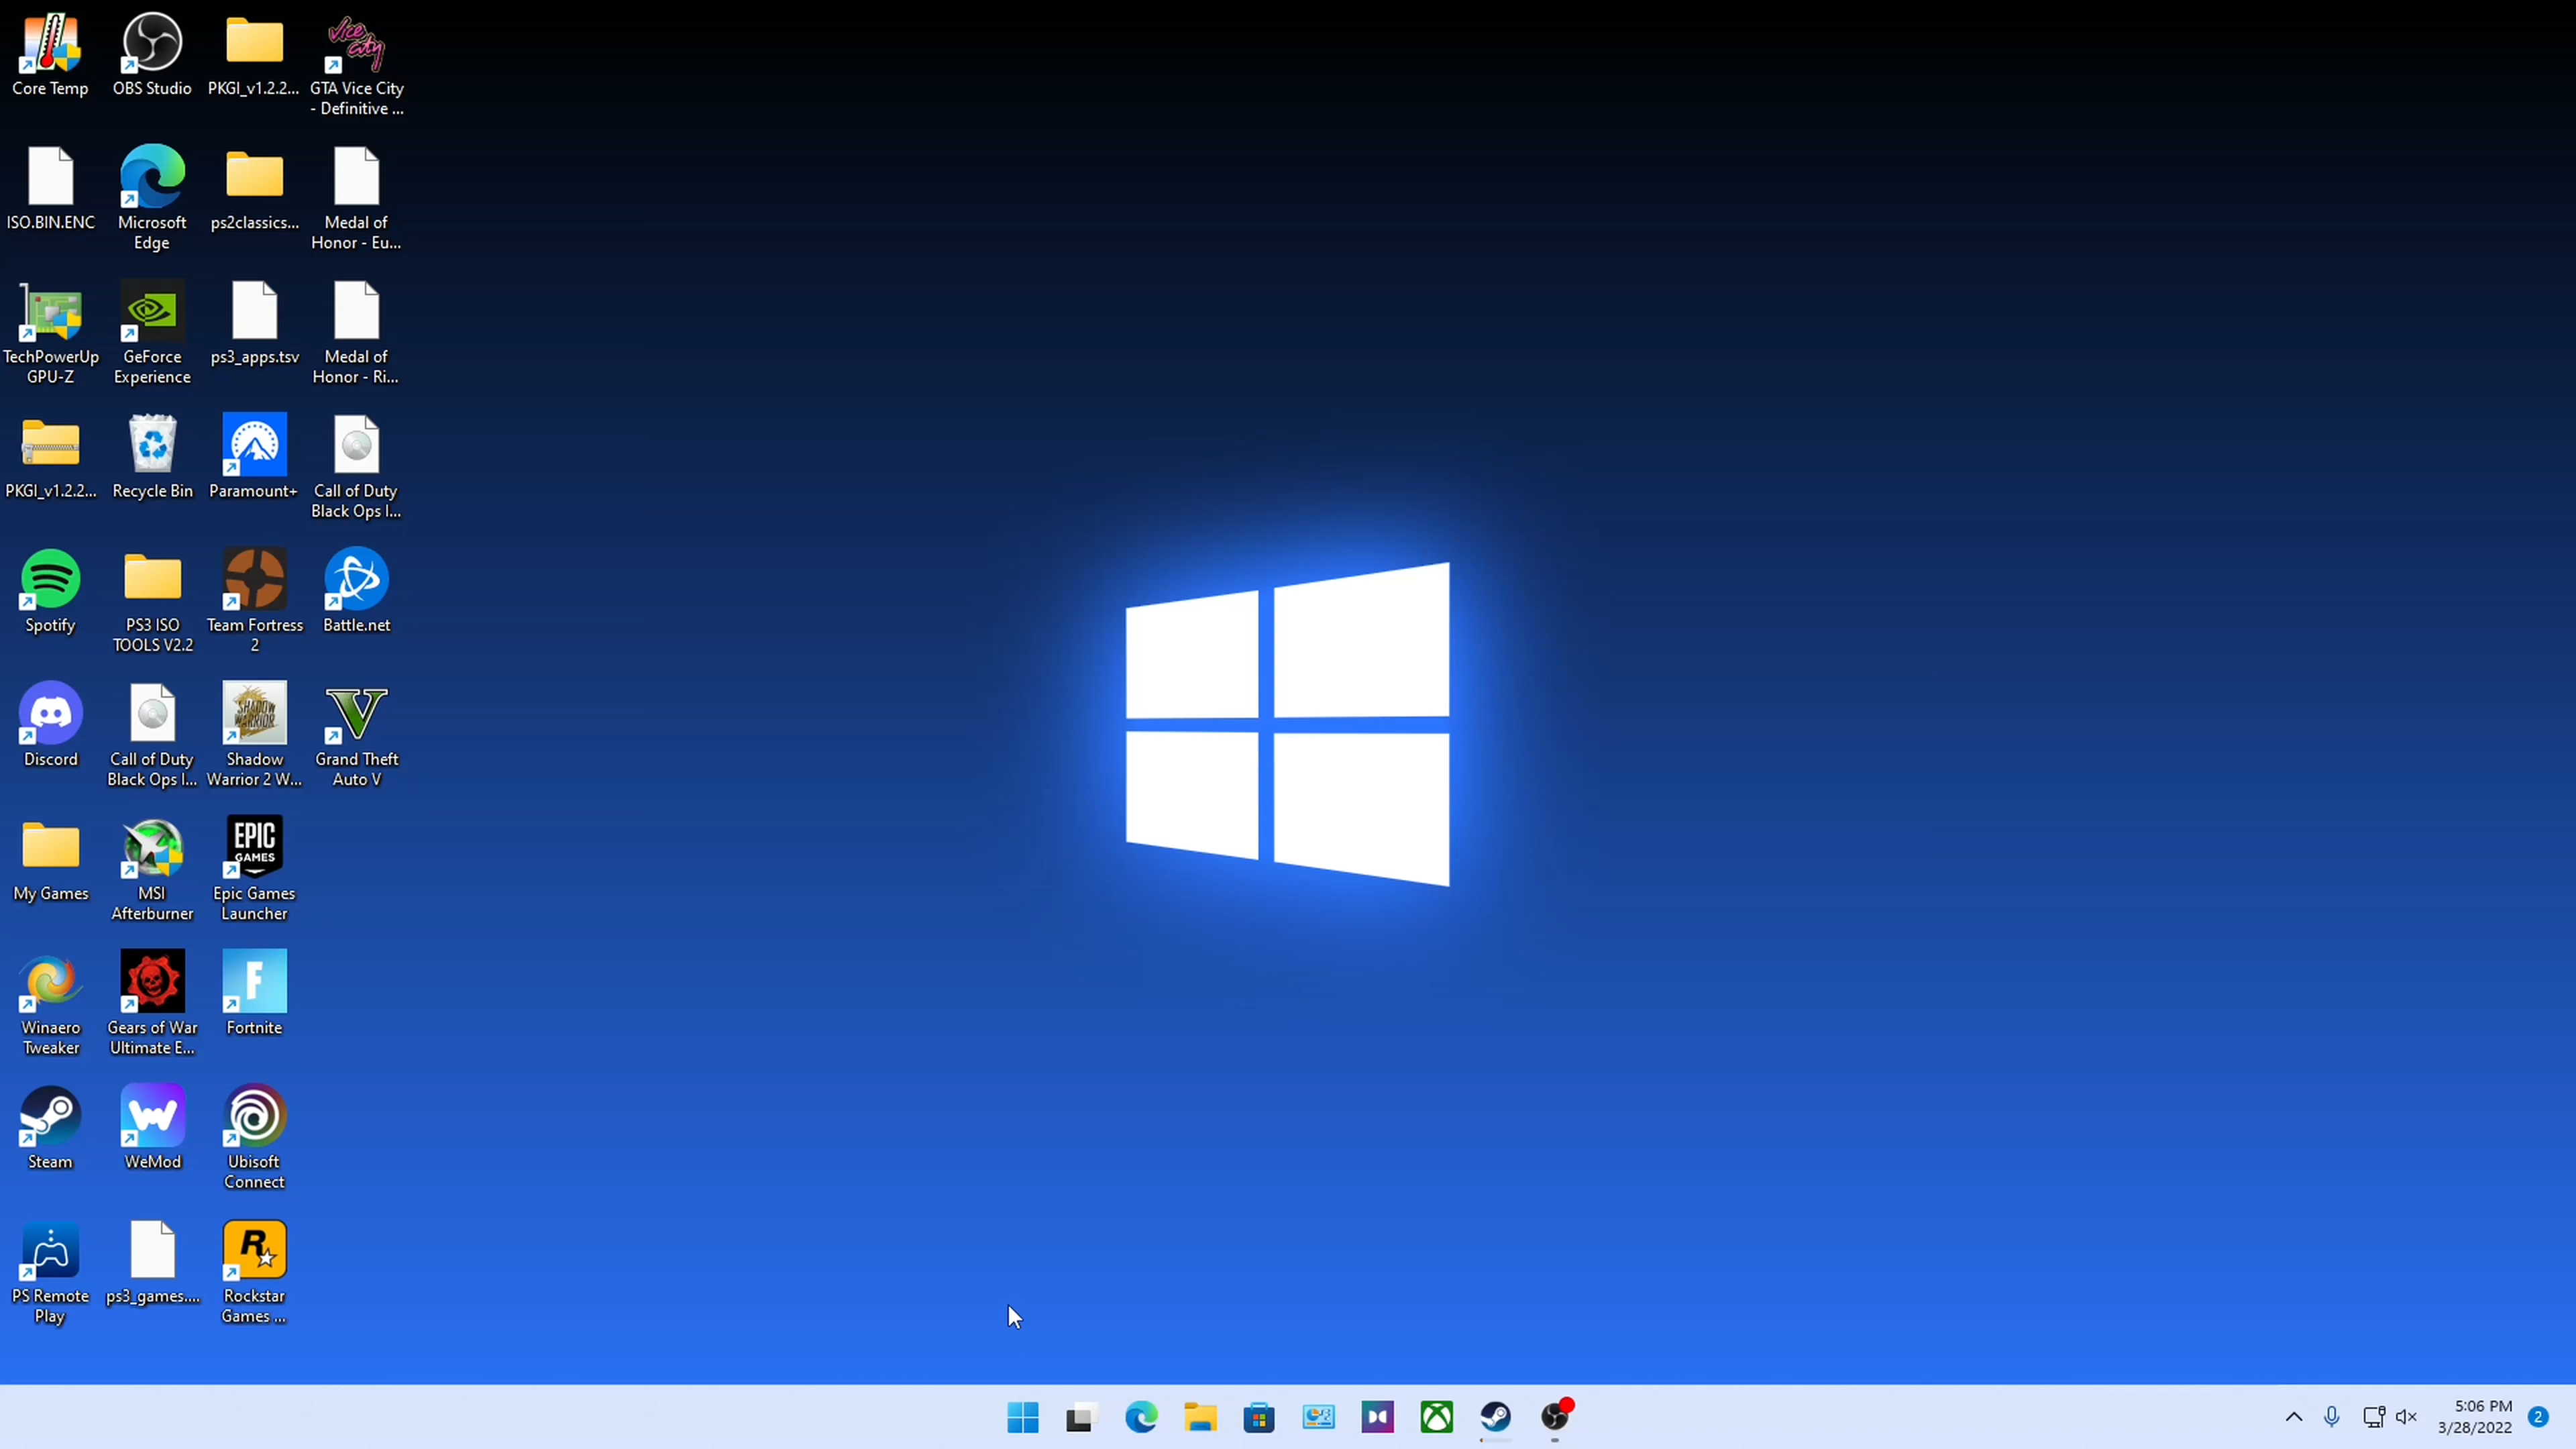 Core Temp
OBS Studio
PKGI_v1.2.2...
vice city
GTA Vice City
- Definitive ...
ISO.BIN.ENC
Microsoft
Edge
ps2classics...
Medal of
Honor - Eu...
TechPowerUp
GPU-Z
GeForce
Experience
ps3_apps.tsv
Medal of
Honor - Ri...
PKGI_v1.2.2...
Recycle Bin
Paramount+
Call of Duty
Black Ops I...
Spotify
PS3 ISO
TOOLS V2.2
Team Fortress
2
Battle.net
Discord
Call of Duty
Black Ops I...
SHADOW
WARRIOR
Shadow
Warrior 2 W...
V
Grand Theft
Auto V
My Games
MSI
Afterburner
EPIC
GAMES
Epic Games
Launcher
Winaero
Tweaker
Gears of War
Ultimate E...
F
Fortnite
Steam
WeMod
Ubisoft
Connect
PS Remote
Play
ps3_games....
R
Rockstar
Games ...
5:06 PM
3/28/2022
2